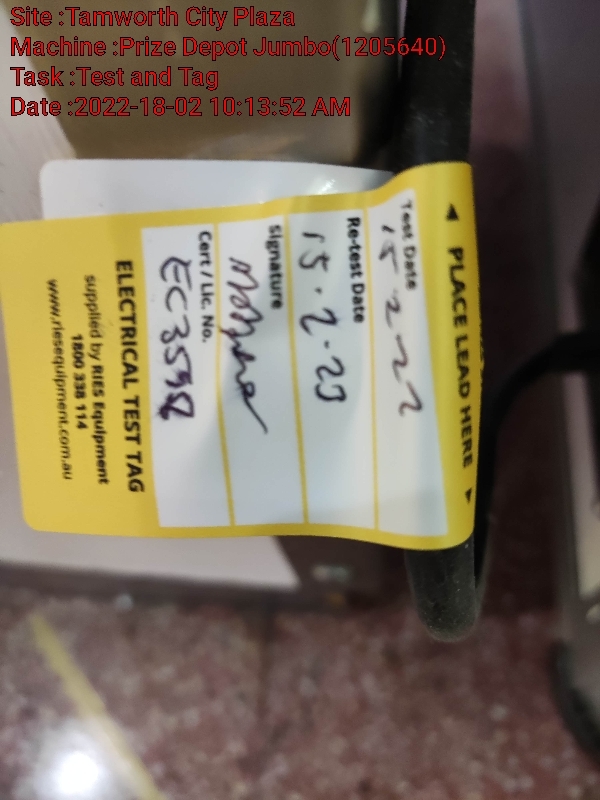 Site :Tamworth City Plaza
Machine :Prize Depot Jumbo(1205640)
Task :Test and Tag
Date :2022-18-02 10:13:52 AM
◀ PLACE LEAD HERE ▶
Test Date
15 2 22
Re-test Date
15.2.23
Signature
Cert / Lic. No.
EC3598
ELECTRICAL TEST TAG
supplied by RIES Equipment
1800 338 114
www.riesequipment.com.au